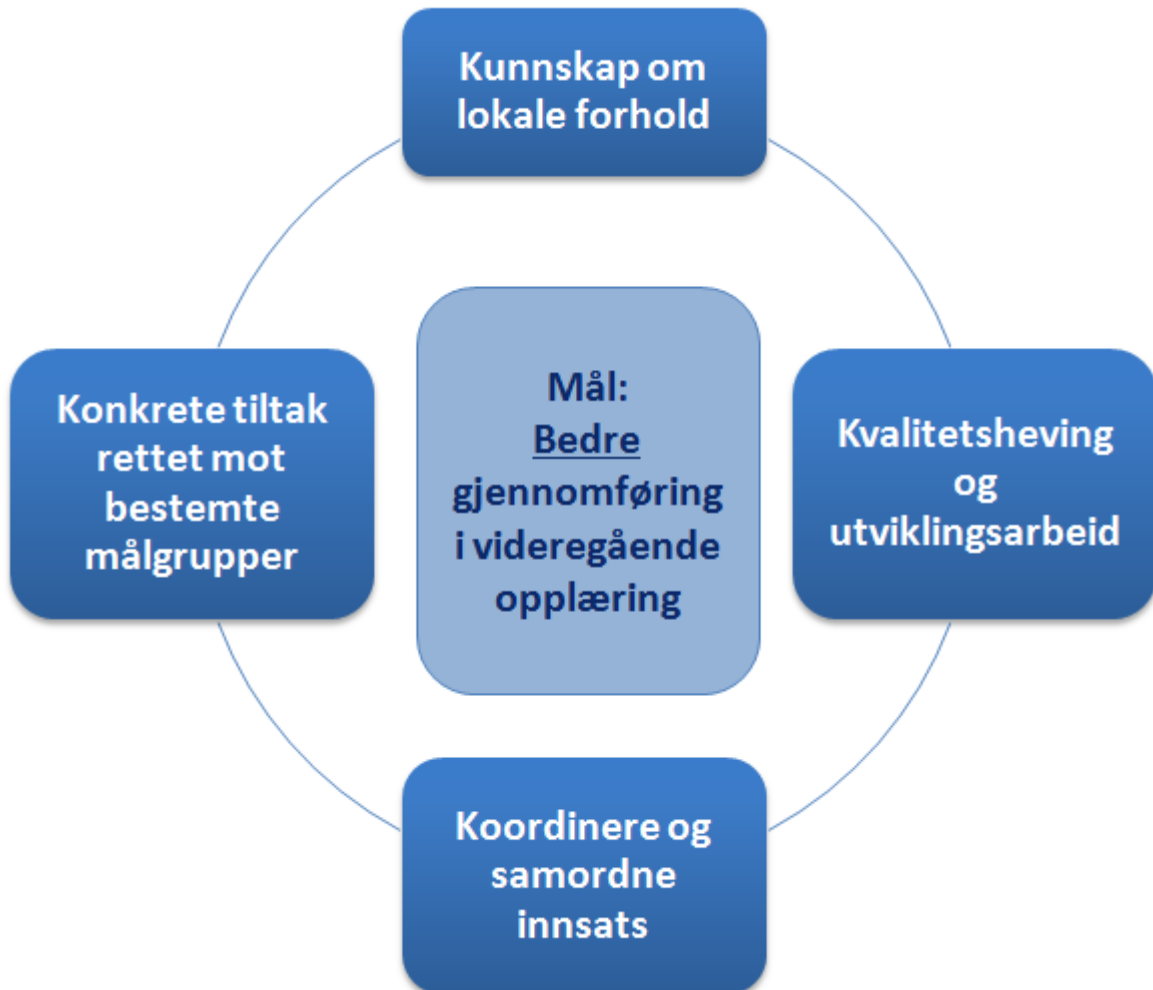 Kunnskap om
lokale forhold
Konkrete tiltak
rettet mot
bestemte
målgrupper
Mål:
Bedre
gjennomføring
i videregående
opplæring
Kvalitetsheving
og
utviklingsarbeid
Koordinere og
samordne
innsats